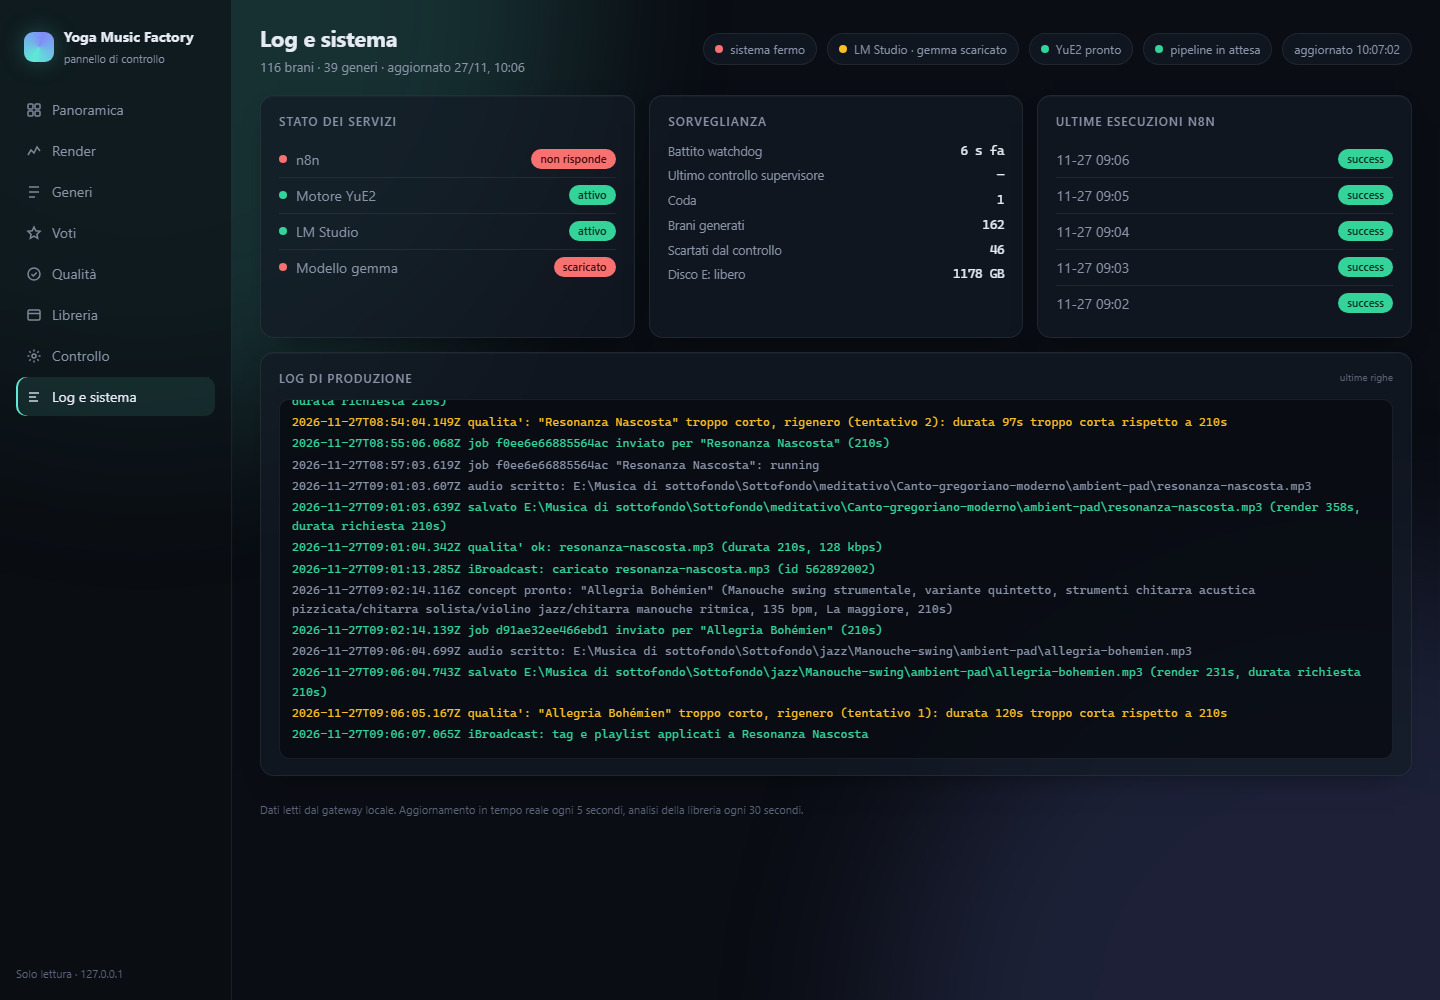 Yoga Music Factory
pannello di controllo
Panoramica
Render
Generi
Voti
Qualità
Libreria
Controllo
Log e sistema
Solo lettura · 127.0.0.1
Log e sistema
116 brani · 39 generi · aggiornato 27/11, 10:06
sistema fermo
LM Studio · gemma scaricato
YuE2 pronto
pipeline in attesa
aggiornato 10:07:02
STATO DEI SERVIZI
n8n non risponde
Motore YuE2 attivo
LM Studio attivo
Modello gemma scaricato
SORVEGLIANZA
Battito watchdog 6 s fa
Ultimo controllo supervisore —
Coda 1
Brani generati 162
Scartati dal controllo 46
Disco E: libero 1178 GB
ULTIME ESECUZIONI N8N
11-27 09:06 success
11-27 09:05 success
11-27 09:04 success
11-27 09:03 success
11-27 09:02 success
LOG DI PRODUZIONE
ultime righe
durata richiesta 210s)
2026-11-27T08:54:04.149Z qualita': "Resonanza Nascosta" troppo corto, rigenero (tentativo 2): durata 97s troppo corta rispetto a 210s
2026-11-27T08:55:06.068Z job f0ee6e66885564ac inviato per "Resonanza Nascosta" (210s)
2026-11-27T08:57:03.619Z job f0ee6e66885564ac "Resonanza Nascosta": running
2026-11-27T09:01:03.607Z audio scritto: E:\Musica di sottofondo\Sottofondo\meditativo\Canto-gregoriano-moderno\ambient-pad\resonanza-nascosta.mp3
2026-11-27T09:01:03.639Z salvato E:\Musica di sottofondo\Sottofondo\meditativo\Canto-gregoriano-moderno\ambient-pad\resonanza-nascosta.mp3 (render 358s,
durata richiesta 210s)
2026-11-27T09:01:04.342Z qualita' ok: resonanza-nascosta.mp3 (durata 210s, 128 kbps)
2026-11-27T09:01:13.285Z iBroadcast: caricato resonanza-nascosta.mp3 (id 562892002)
2026-11-27T09:02:14.116Z concept pronto: "Allegria Bohémien" (Manouche swing strumentale, variante quintetto, strumenti chitarra acustica
pizzicata/chitarra solista/violino jazz/chitarra manouche ritmica, 135 bpm, La maggiore, 210s)
2026-11-27T09:02:14.139Z job d91ae32ee466ebd1 inviato per "Allegria Bohémien" (210s)
2026-11-27T09:06:04.699Z audio scritto: E:\Musica di sottofondo\Sottofondo\jazz\Manouche-swing\ambient-pad\allegria-bohemien.mp3
2026-11-27T09:06:04.743Z salvato E:\Musica di sottofondo\Sottofondo\jazz\Manouche-swing\ambient-pad\allegria-bohemien.mp3 (render 231s, durata richiesta
210s)
2026-11-27T09:06:05.167Z qualita': "Allegria Bohémien" troppo corto, rigenero (tentativo 1): durata 120s troppo corta rispetto a 210s
2026-11-27T09:06:07.065Z iBroadcast: tag e playlist applicati a Resonanza Nascosta
Dati letti dal gateway locale. Aggiornamento in tempo reale ogni 5 secondi, analisi della libreria ogni 30 secondi.